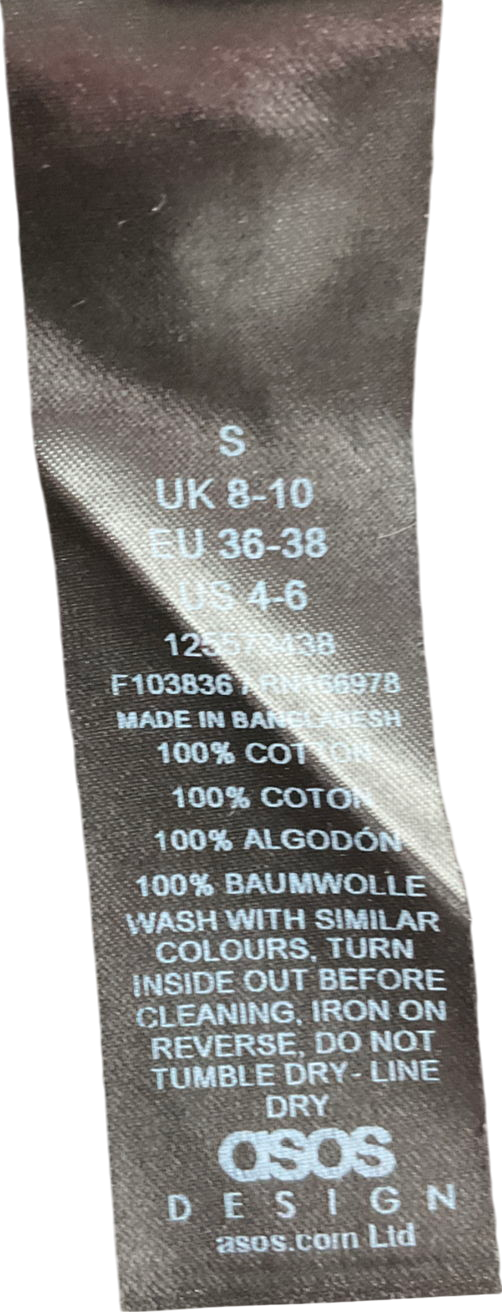 S
UK 8-10
EU 36-38
US 4-6
F103836 /
MADE IN BANGLADESH
100% COTTON
100% COTON
100% ALGODÓN
100% BAUMWOLLE
WASH WITH SIMILAR
COLOURS, TURN
INSIDE OUT BEFORE
CLEANING, IRON ON
REVERSE, DO NOT
TUMBLE DRY - LINE
DRY
asos
DESIGN
asos.com Ltd